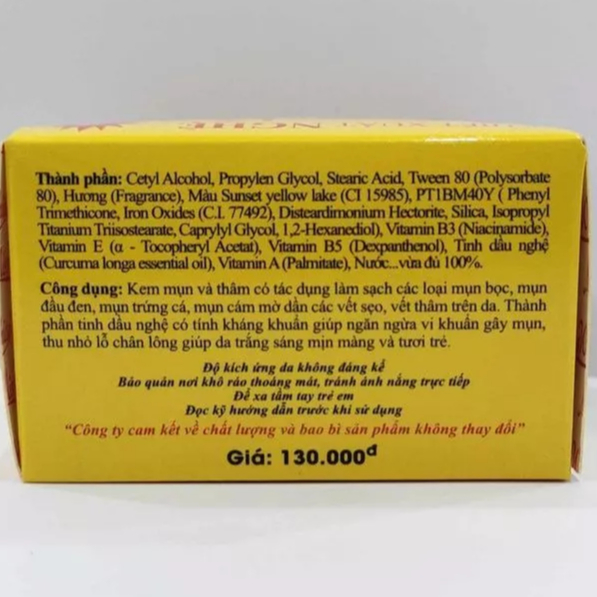 Thành phần: Cetyl Alcohol, Propylen Glycol, Stearic Acid, Tween 80 (Polysorbate
80), Hương (Fragrance), Màu Sunset yellow lake (CI 15985), PT1BM40Y ( Phenyl
Trimethicone, Iron Oxides (C.I. 77492), Disteardimonium Hectorite, Silica, Isopropyl
Titanium Triisostearate, Caprylyl Glycol, 1,2-Hexanediol), Vitamin B3 (Niacinamide),
Vitamin E (α - Tocopheryl Acetat), Vitamin B5 (Dexpanthenol), Tinh dầu nghệ
(Curcuma longa essential oil), Vitamin A (Palmitate), Nước...vừa đủ 100%.
Công dụng: Kem mụn và thâm có tác dụng làm sạch các loại mụn bọc, mụn
đầu đen, mụn trứng cá, mụn cám mờ dần các vết sẹo, vết thâm trên da. Thành
phần tinh dầu nghệ có tính kháng khuẩn giúp ngăn ngừa vi khuẩn gây mụn,
thu nhỏ lỗ chân lông giúp da trắng sáng mịn màng và tươi trẻ.
Độ kích ứng da không đáng kể
Bảo quản nơi khô ráo thoáng mát, tránh ánh nắng trực tiếp
Để xa tầm tay trẻ em
Đọc kỹ hướng dẫn trước khi sử dụng
"Công ty cam kết về chất lượng và bao bì sản phẩm không thay đổi"
Giá: 130.000đ